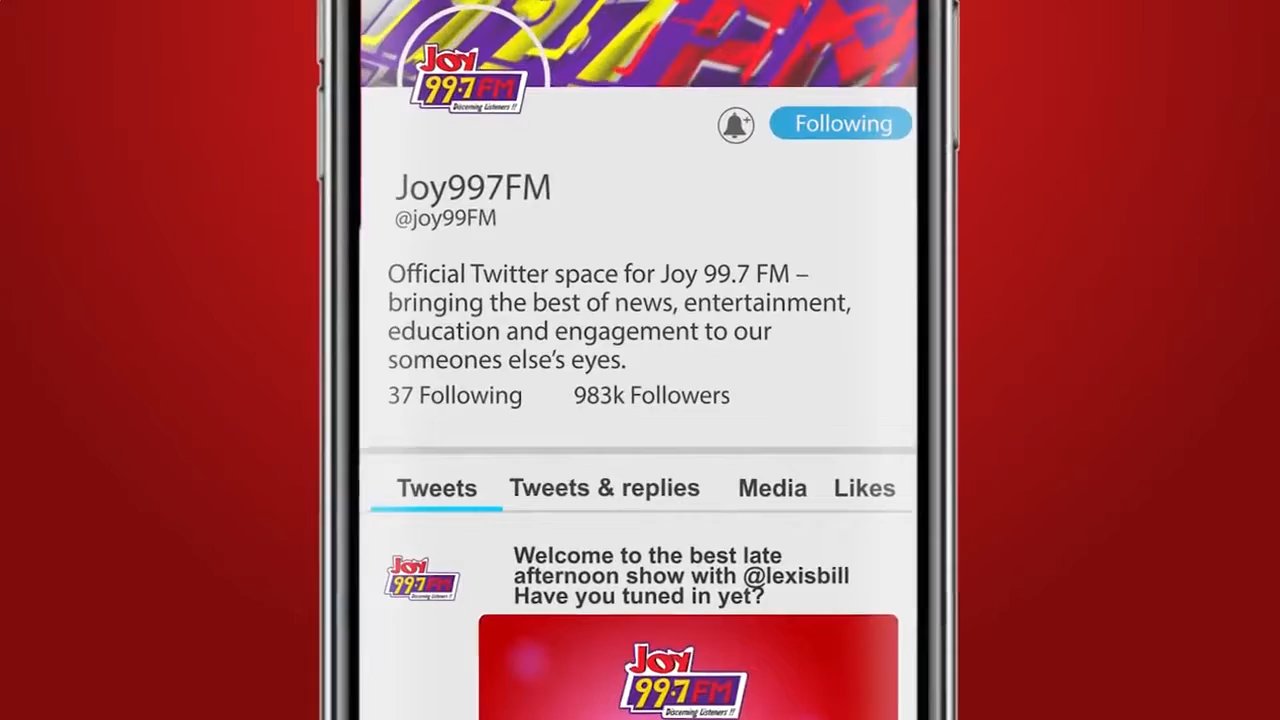 Joy
99.7 FM
Discerning Listeners !!
Following
Joy997FM
@joy99FM
Official Twitter space for Joy 99.7 FM –
bringing the best of news, entertainment,
education and engagement to our
someones else’s eyes.
37 Following 983k Followers
Tweets Tweets & replies Media Likes
Joy
99.7 FM
Discerning Listeners !!
Welcome to the best late
afternoon show with @lexisbill
Have you tuned in yet?
Joy
99.7 FM
Discerning Listeners !!